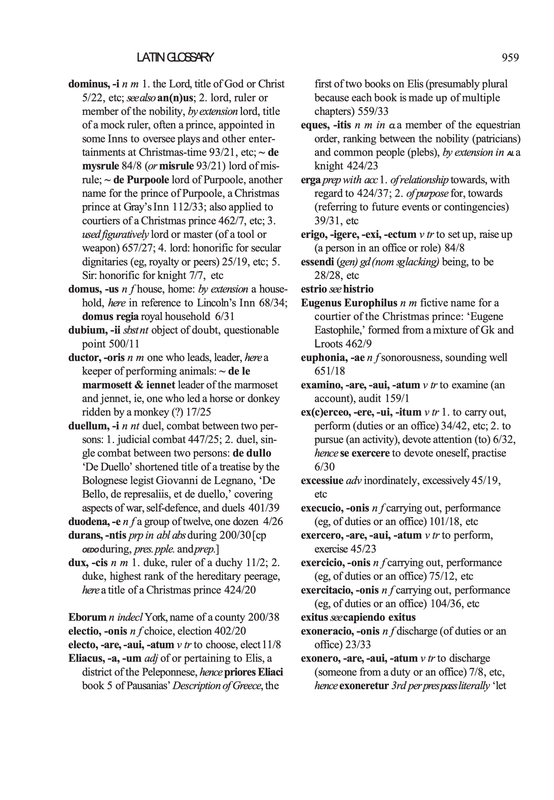 LATIN GLOSSARY
959
dominus, -i n m 1. the Lord, title of God or Christ
5/22, etc; see also an(n)us; 2. lord, ruler or
member of the nobility, by extension lord, title
of a mock ruler, often a prince, appointed in
some Inns to oversee plays and other enter-
tainments at Christmas-time 93/21, etc; ~ de
mysrule 84/8 (or misrule 93/21) lord of mis-
rule; ~ de Purpoole lord of Purpoole, another
name for the prince of Purpoole, a Christmas
prince at Gray's Inn 112/33; also applied to
courtiers of a Christmas prince 462/7, etc; 3.
used figuratively lord or master (of a tool or
weapon) 657/27; 4. lord: honorific for secular
dignitaries (eg, royalty or peers) 25/19, etc; 5.
Sir: honorific for knight 7/7, etc
domus, -us n f house, home: by extension a house-
hold, here in reference to Lincoln's Inn 68/34;
domus regia royal household 6/31
dubium, -ii sbst nt object of doubt, questionable
point 500/11
ductor, -oris n m one who leads, leader, here a
keeper of performing animals: ~ de le
marmosett & iennet leader of the marmoset
and jennet, ie, one who led a horse or donkey
ridden by a monkey (?) 17/25
duellum, -i n nt duel, combat between two per-
sons: 1. judicial combat 447/25; 2. duel, sin-
gle combat between two persons: de dullo
'De Duello' shortened title of a treatise by the
Bolognese legist Giovanni de Legnano, 'De
Bello, de represaliis, et de duello,' covering
aspects of war, self-defence, and duels 401/39
duodena, -e n f a group of twelve, one dozen 4/26
durans, -ntis prp in abl abs during 200/30 [cp
OEDO during, pres. pple. and prep.]
dux, -cis n m 1. duke, ruler of a duchy 11/2; 2.
duke, highest rank of the hereditary peerage,
here a title of a Christmas prince 424/20
Eborum n indecl York, name of a county 200/38
electio, -onis n f choice, election 402/20
electo, -are, -aui, -atum v tr to choose, elect 11/8
Eliacus, -a, -um adj of or pertaining to Elis, a
district of the Peleponnese, hence priores Eliaci
book 5 of Pausanias' Description of Greece, the
first of two books on Elis (presumably plural
because each book is made up of multiple
chapters) 559/33
eques, -itis n m in CL a member of the equestrian
order, ranking between the nobility (patricians)
and common people (plebs), by extension in AL a
knight 424/23
erga prep with acc 1. of relationship towards, with
regard to 424/37; 2. of purpose for, towards
(referring to future events or contingencies)
39/31, etc
erigo, -igere, -exi, -ectum v tr to set up, raise up
(a person in an office or role) 84/8
essendi (gen) gd (nom sg lacking) being, to be
28/28, etc
estrio see histrio
Eugenus Europhilus n m fictive name for a
courtier of the Christmas prince: 'Eugene
Eastophile,' formed from a mixture of Gk and
L roots 462/9
euphonia, -ae n f sonorousness, sounding well
651/18
examino, -are, -aui, -atum v tr to examine (an
account), audit 159/1
ex(c)erceo, -ere, -ui, -itum v tr 1. to carry out,
perform (duties or an office) 34/42, etc; 2. to
pursue (an activity), devote attention (to) 6/32,
hence se exercere to devote oneself, practise
6/30
excessiue adv inordinately, excessively 45/19,
etc
execucio, -onis n f carrying out, performance
(eg, of duties or an office) 101/18, etc
exercero, -are, -aui, -atum v tr to perform,
exercise 45/23
exercicio, -onis n f carrying out, performance
(eg, of duties or an office) 75/12, etc
exercitacio, -onis n f carrying out, performance
(eg, of duties or an office) 104/36, etc
exitus see capiendo exitus
exoneracio, -onis n f discharge (of duties or an
office) 23/33
exonero, -are, -aui, -atum v tr to discharge
(someone from a duty or an office) 7/8, etc,
hence exoneretur 3rd per pres pass literally 'let